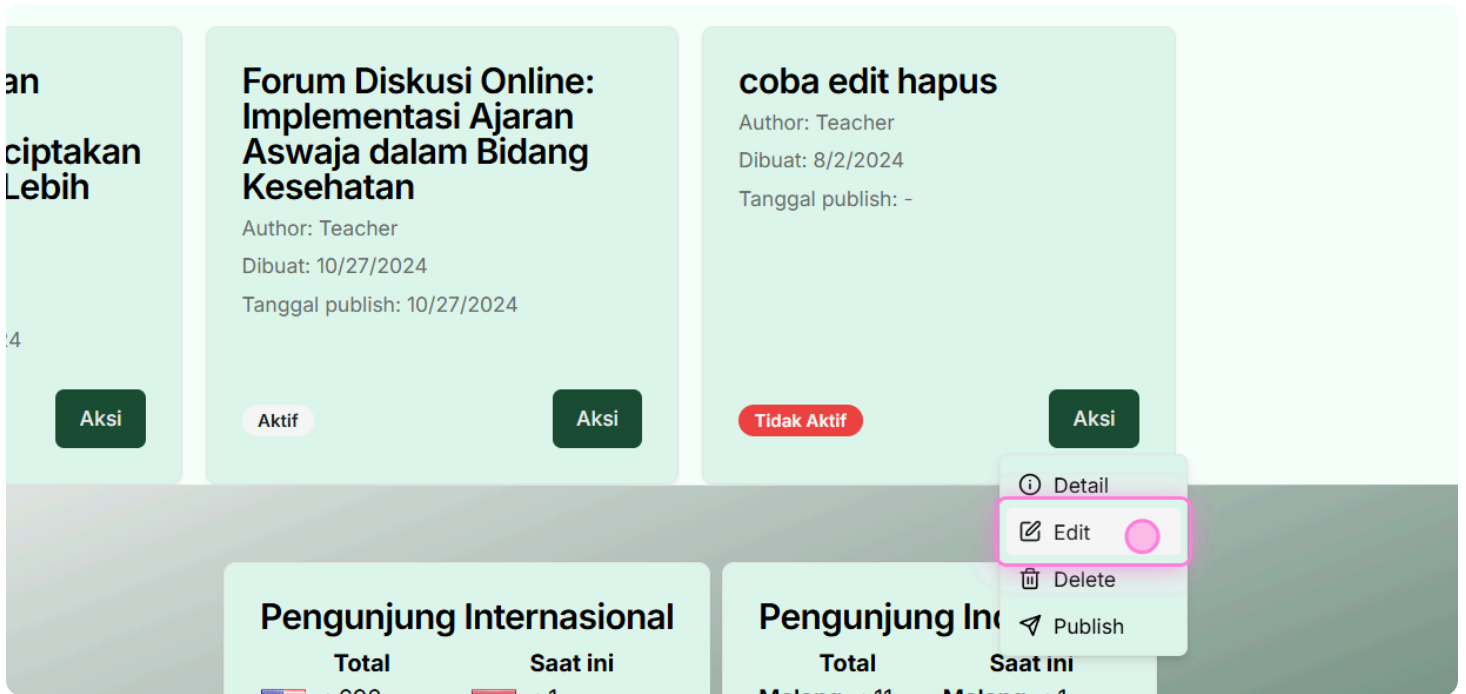 an
ciptakan
Lebih
24
Aksi
Forum Diskusi Online:
Implementasi Ajaran
Aswaja dalam Bidang
Kesehatan
Author: Teacher
Dibuat: 10/27/2024
Tanggal publish: 10/27/2024
Aktif
Aksi
coba edit hapus
Author: Teacher
Dibuat: 8/2/2024
Tanggal publish: -
Tidak Aktif
Aksi
Detail
Edit
Delete
Publish
Pengunjung Internasional
Total
Saat ini
Pengunjung In
Total
Saat ini